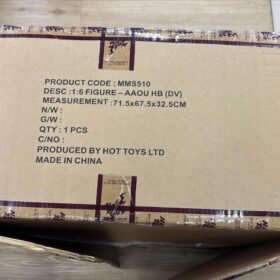 PRODUCT CODE : MMS510
DESC :1:6 FIGURE – AAOU HB (DV)
MEASUREMENT :71.5x67.5x32.5CM
N/W :
G/W :
QTY : 1 PCS
C/NO :
PRODUCED BY HOT TOYS LTD
MADE IN CHINA